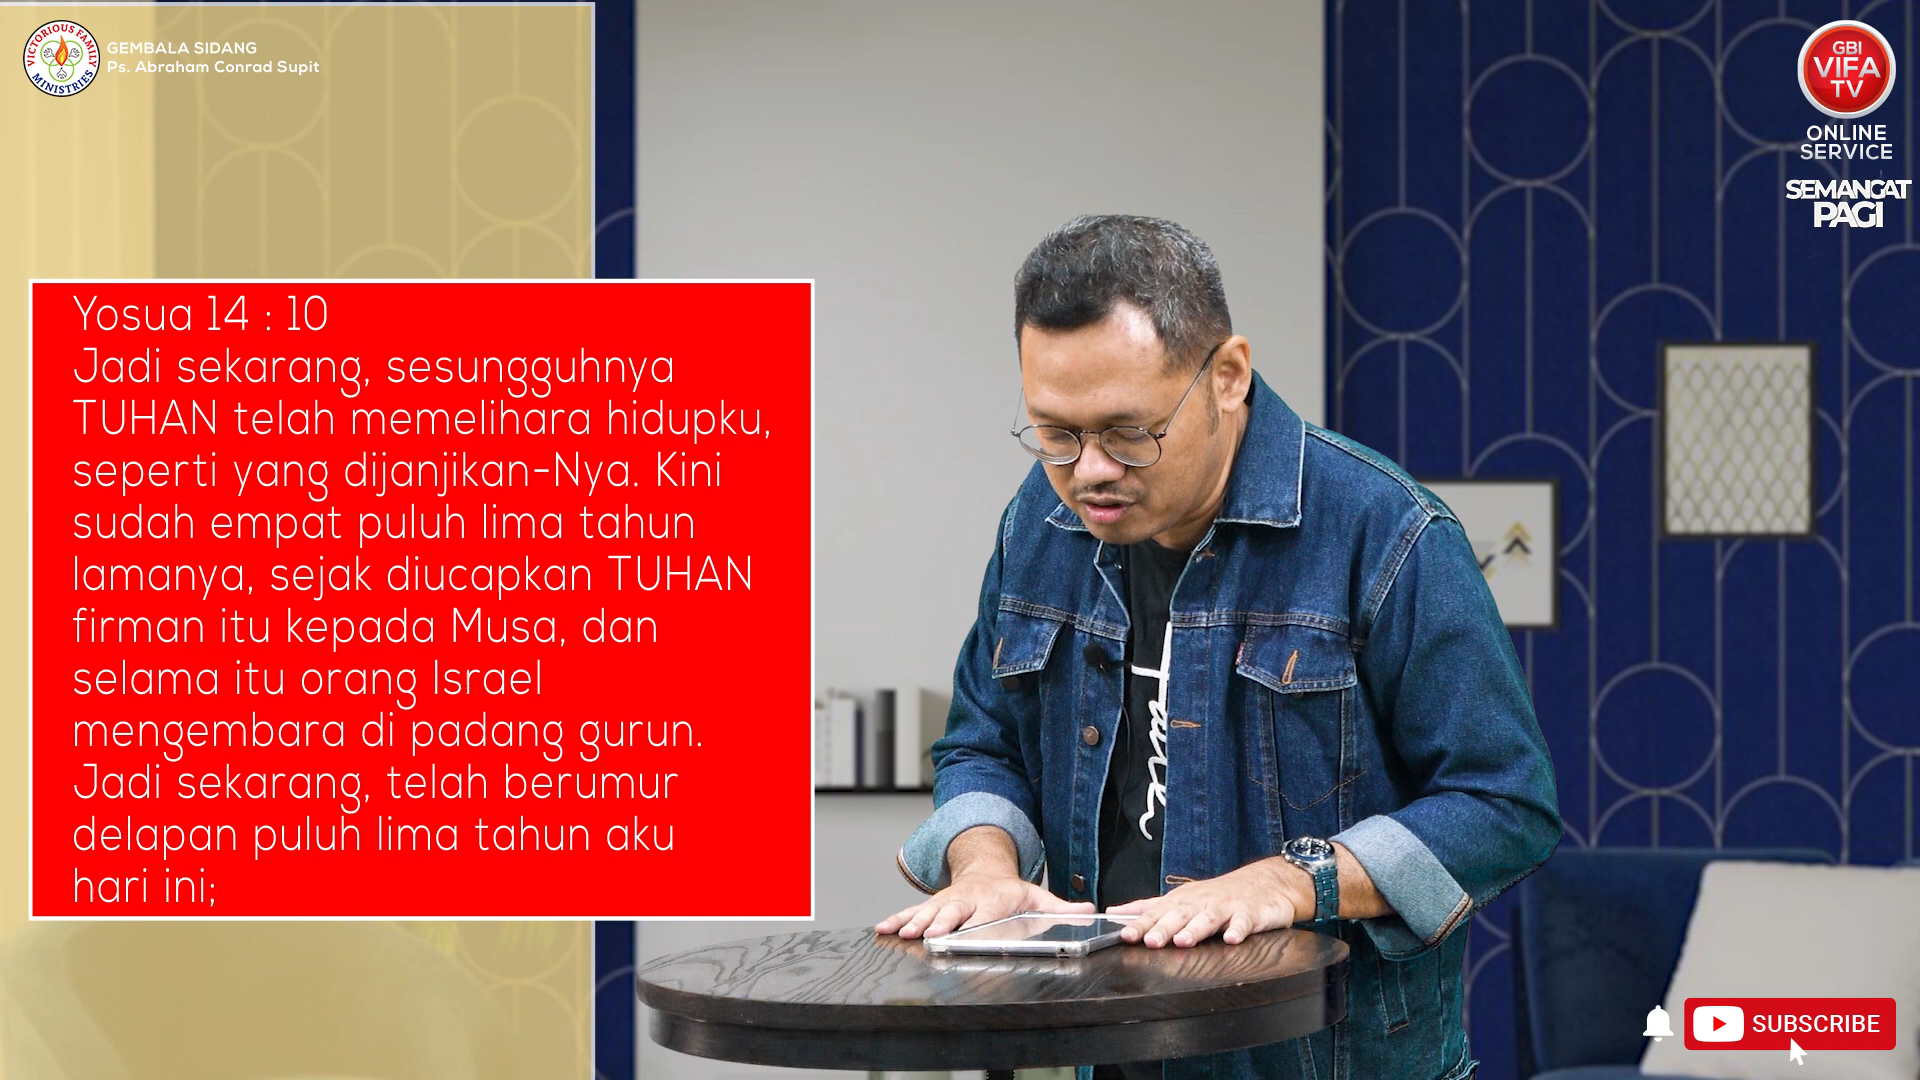 VICTORIOUS FAMILY
MINISTRIES
GEMBALA SIDANG
Ps. Abraham Conrad Supit
GBI
VIFA
TV
ONLINE
SERVICE
SEMANGAT
PAGI
Yosua 14 : 10
Jadi sekarang, sesungguhnya
TUHAN telah memelihara hidupku,
seperti yang dijanjikan-Nya. Kini
sudah empat puluh lima tahun
lamanya, sejak diucapkan TUHAN
firman itu kepada Musa, dan
selama itu orang Israel
mengembara di padang gurun.
Jadi sekarang, telah berumur
delapan puluh lima tahun aku
hari ini;
SUBSCRIBE